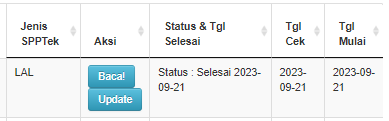 Jenis SPPTek
Aksi
Status & Tgl Selesai
Tgl Cek
Tgl Mulai
LAL
Baca!
Update
Status : Selesai 2023-09-21
2023-09-21
2023-09-21